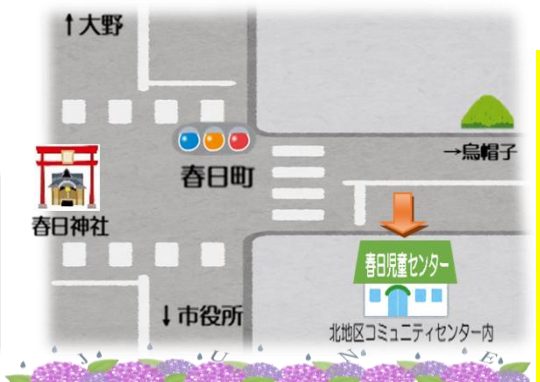 ↑大野
春日町
→烏帽子
春日神社
春日児童センター
↓市役所
北地区コミュニティセンター内
JUNE